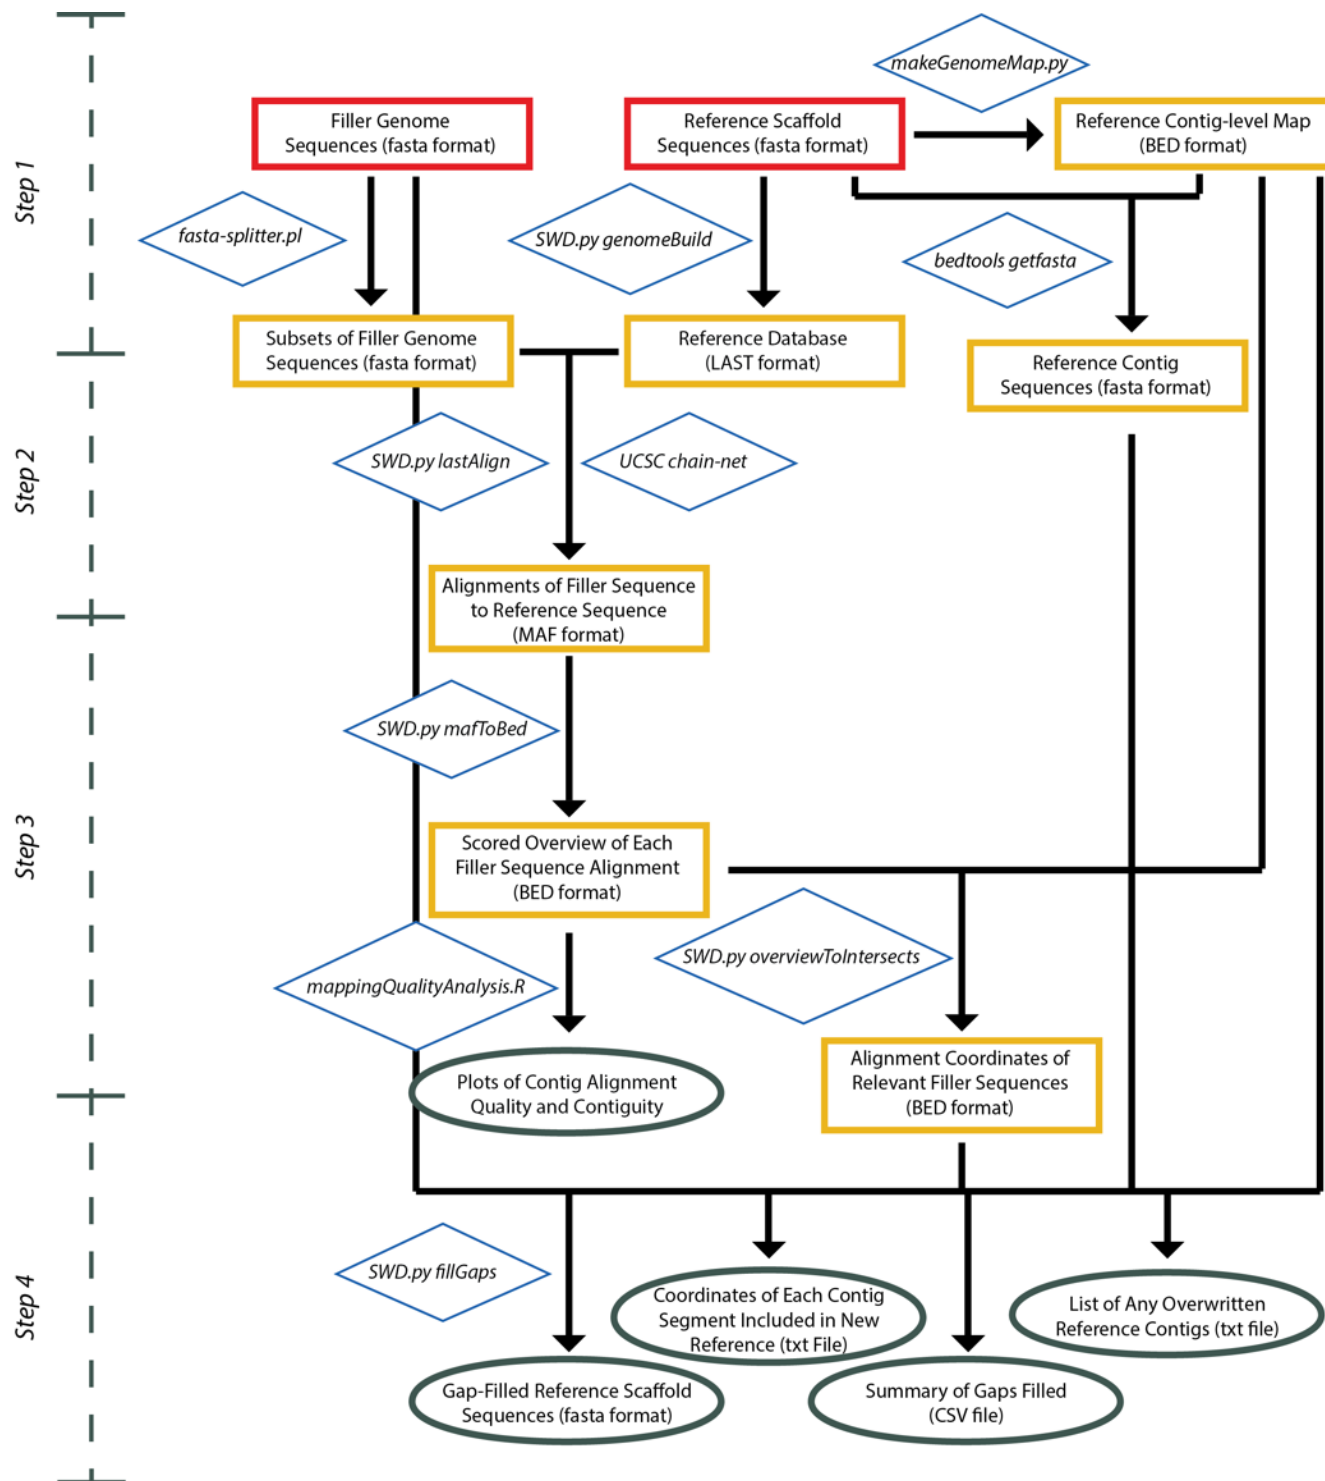 makeGenomeMap.py
Filler Genome
Sequences (fasta format)
Reference Scaffold
Sequences (fasta format)
Reference Contig-level Map
(BED format)
Step 1
fasta-splitter.pl
SWD.py genomeBuild
bedtools getfasta
Subsets of Filler Genome
Sequences (fasta format)
Reference Database
(LAST format)
Reference Contig
Sequences (fasta format)
Step 2
SWD.py lastAlign
UCSC chain-net
Alignments of Filler Sequence
to Reference Sequence
(MAF format)
Step 3
SWD.py mafToBed
Scored Overview of Each
Filler Sequence Alignment
(BED format)
mappingQualityAnalysis.R
SWD.py overviewToIntersects
Plots of Contig Alignment
Quality and Contiguity
Alignment Coordinates of
Relevant Filler Sequences
(BED format)
Step 4
SWD.py fillGaps
Coordinates of Each Contig
Segment Included in New
Reference (txt File)
List of Any Overwritten
Reference Contigs (txt file)
Gap-Filled Reference Scaffold
Sequences (fasta format)
Summary of Gaps Filled
(CSV file)